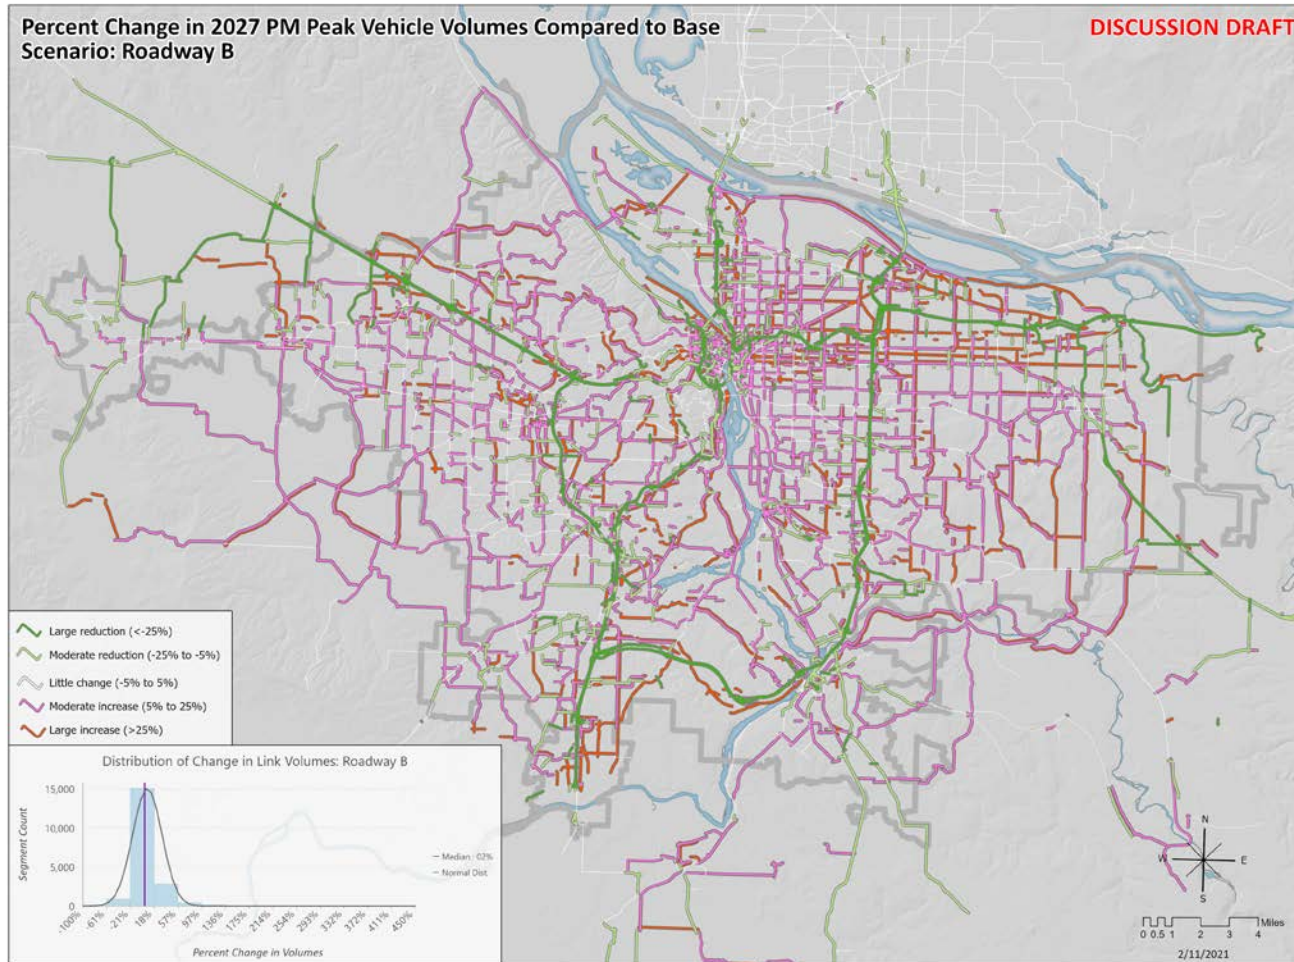 Percent Change in 2027 PM Peak Vehicle Volumes Compared to Base
Scenario: Roadway B
DISCUSSION DRAFT
Large reduction (<-25%)
Moderate reduction (-25% to -5%)
Little change (-5% to 5%)
Moderate increase (5% to 25%)
Large increase (>25%)
Distribution of Change in Link Volumes: Roadway B
Segment Count
15,000
10,000
5,000
0
Median : 02%
Normal Dist.
-100%
-61%
-21%
18%
57%
97%
136%
175%
214%
254%
293%
332%
372%
411%
450%
Percent Change in Volumes
N
W
E
S
Miles
0 0.5 1 2 3 4
2/11/2021